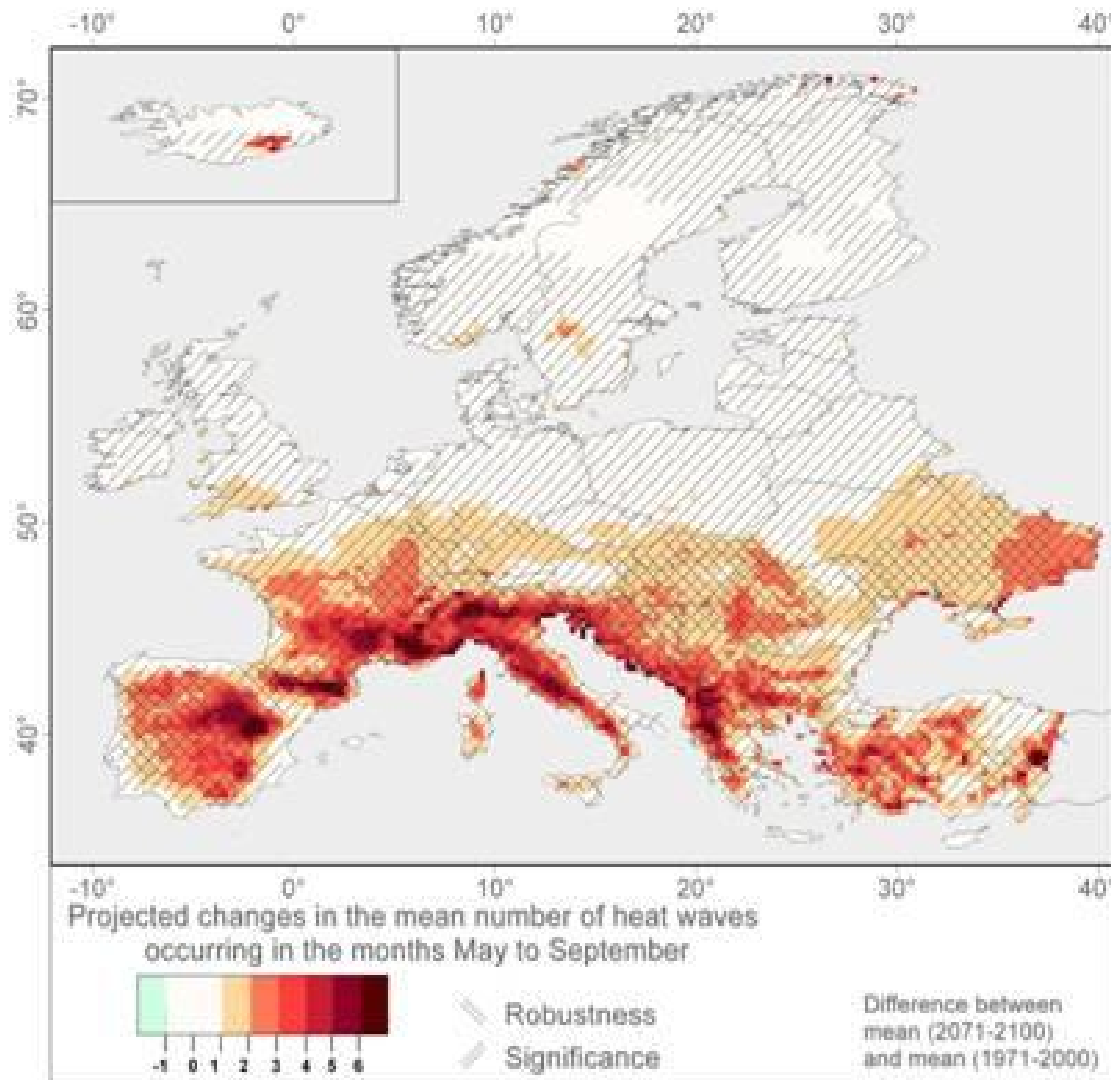 -10° 0° 10° 20° 30° 40°
70°
60°
50°
40°
-10° 0° 10° 20° 30° 40°
Projected changes in the mean number of heat waves
occurring in the months May to September
-1 0 1 2 3 4 5 6
Robustness
Significance
Difference between
mean (2071-2100)
and mean (1971-2000)